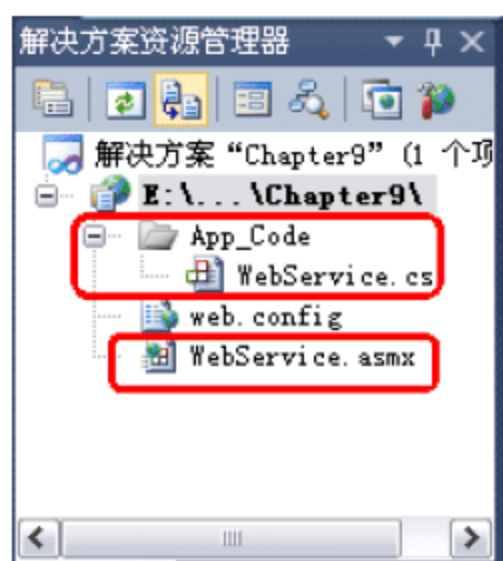 解决方案资源管理器
解决方案 “Chapter9” (1 个项
E:\...\Chapter9\
App_Code
WebService.cs
web.config
WebService.asmx